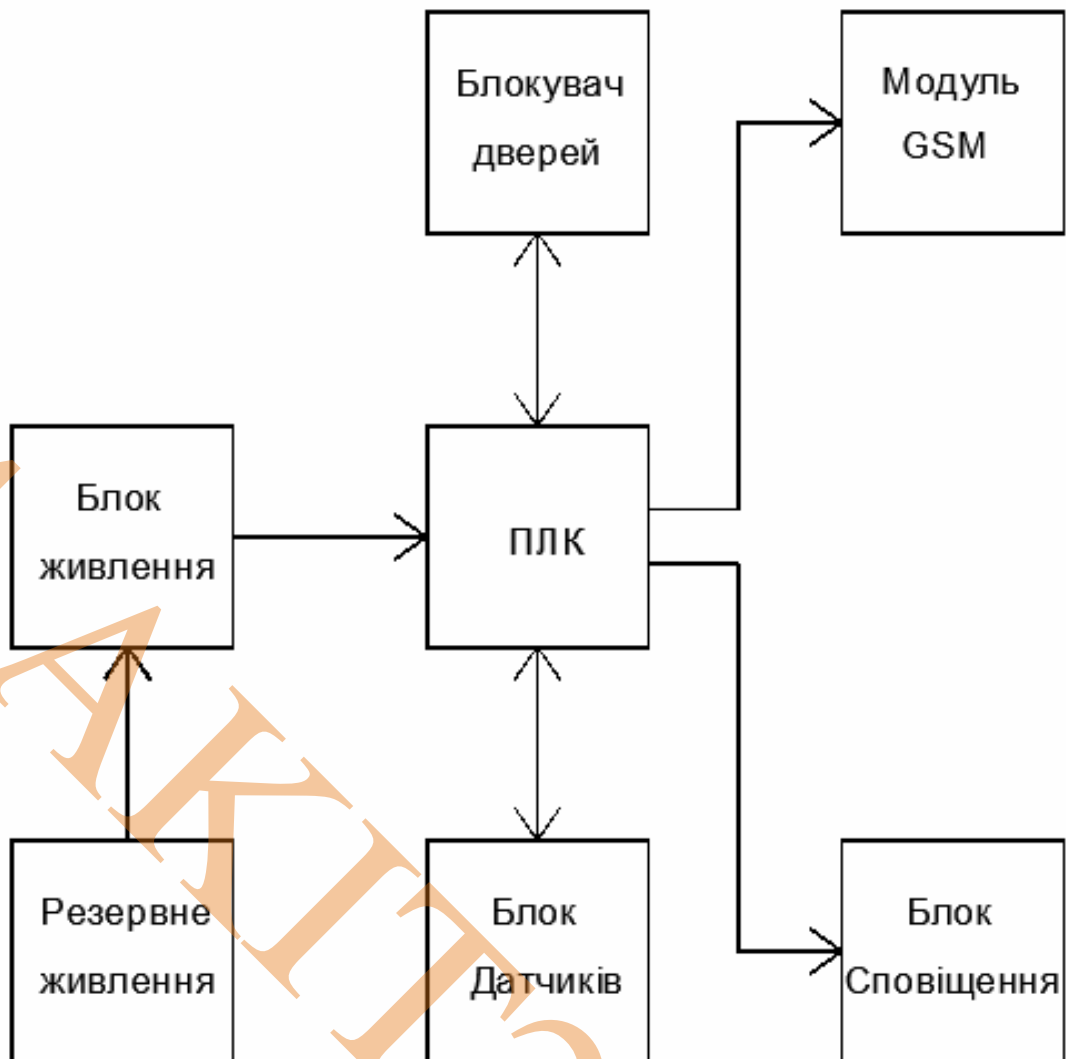 Блокувач
дверей
Модуль
GSM
Блок
живлення
ПЛК
Резервне
живлення
Блок
Датчиків
Блок
Сповіщення